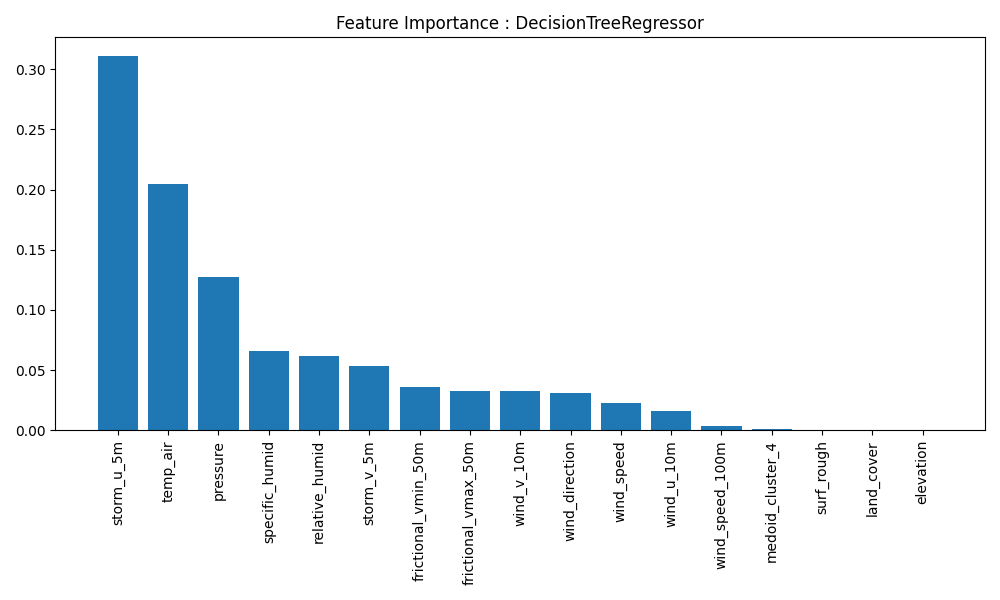 Feature Importance : DecisionTreeRegressor
0.30
0.25
0.20
0.15
0.10
0.05
0.00
storm_u_5m
temp_air
pressure
specific_humid
relative_humid
storm_v_5m
frictional_vmin_50m
frictional_vmax_50m
wind_v_10m
wind_direction
wind_speed
wind_u_10m
wind_speed_100m
medoid_cluster_4
surf_rough
land_cover
elevation